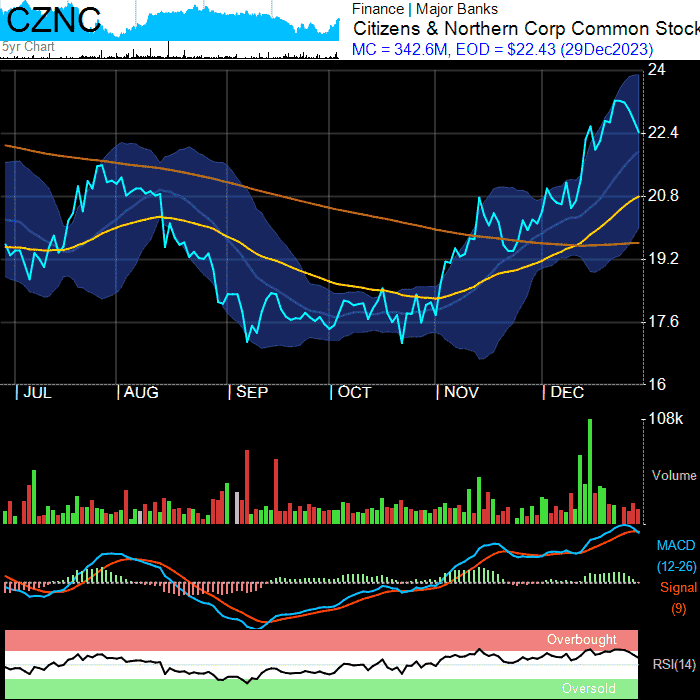 CZNC
5yr Chart
Finance | Major Banks
Citizens & Northern Corp Common Stock
MC = 342.6M, EOD = $22.43 (29Dec2023)
24
22.4
20.8
19.2
17.6
16
JUL AUG SEP OCT NOV DEC
108k
Volume
MACD
(12-26)
Signal
(9)
Overbought
RSI(14)
Oversold